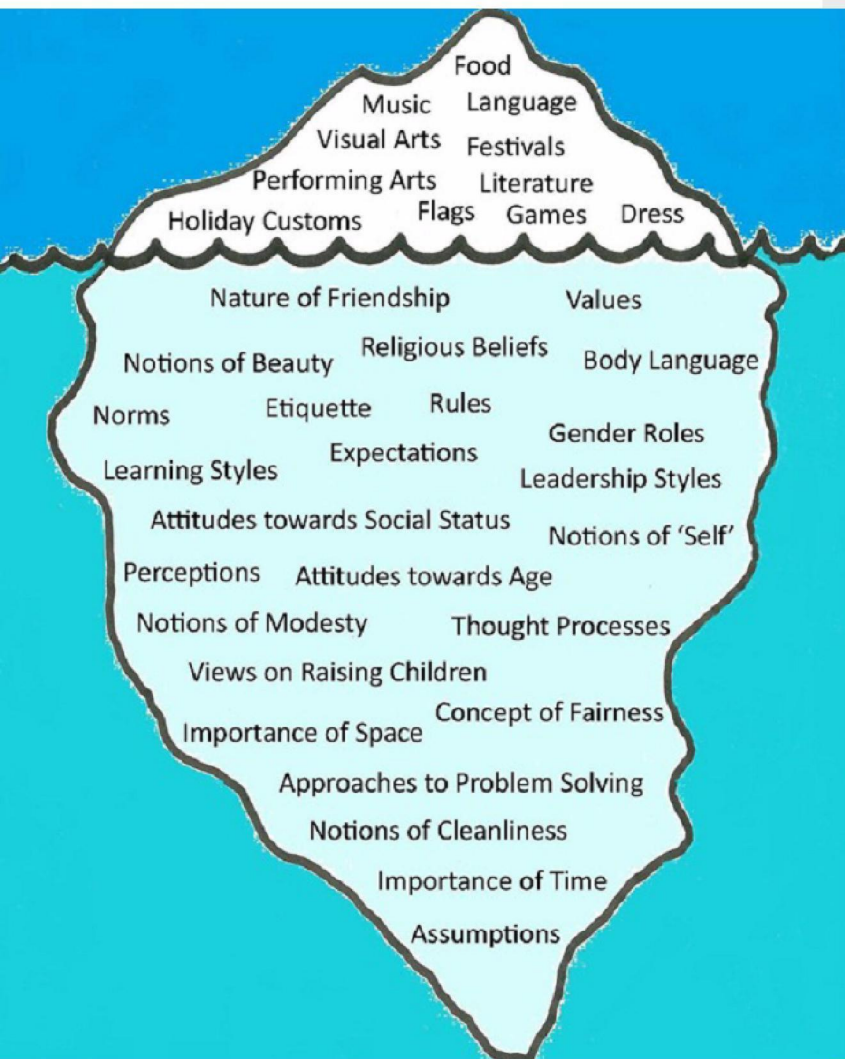 Food
Music Language
Visual Arts Festivals
Performing Arts Literature
Holiday Customs Flags Games Dress
Nature of Friendship Values
Notions of Beauty Religious Beliefs Body Language
Norms Etiquette Rules
Expectations Gender Roles
Learning Styles Leadership Styles
Attitudes towards Social Status Notions of ‘Self’
Perceptions Attitudes towards Age
Notions of Modesty Thought Processes
Views on Raising Children
Importance of Space Concept of Fairness
Approaches to Problem Solving
Notions of Cleanliness
Importance of Time
Assumptions